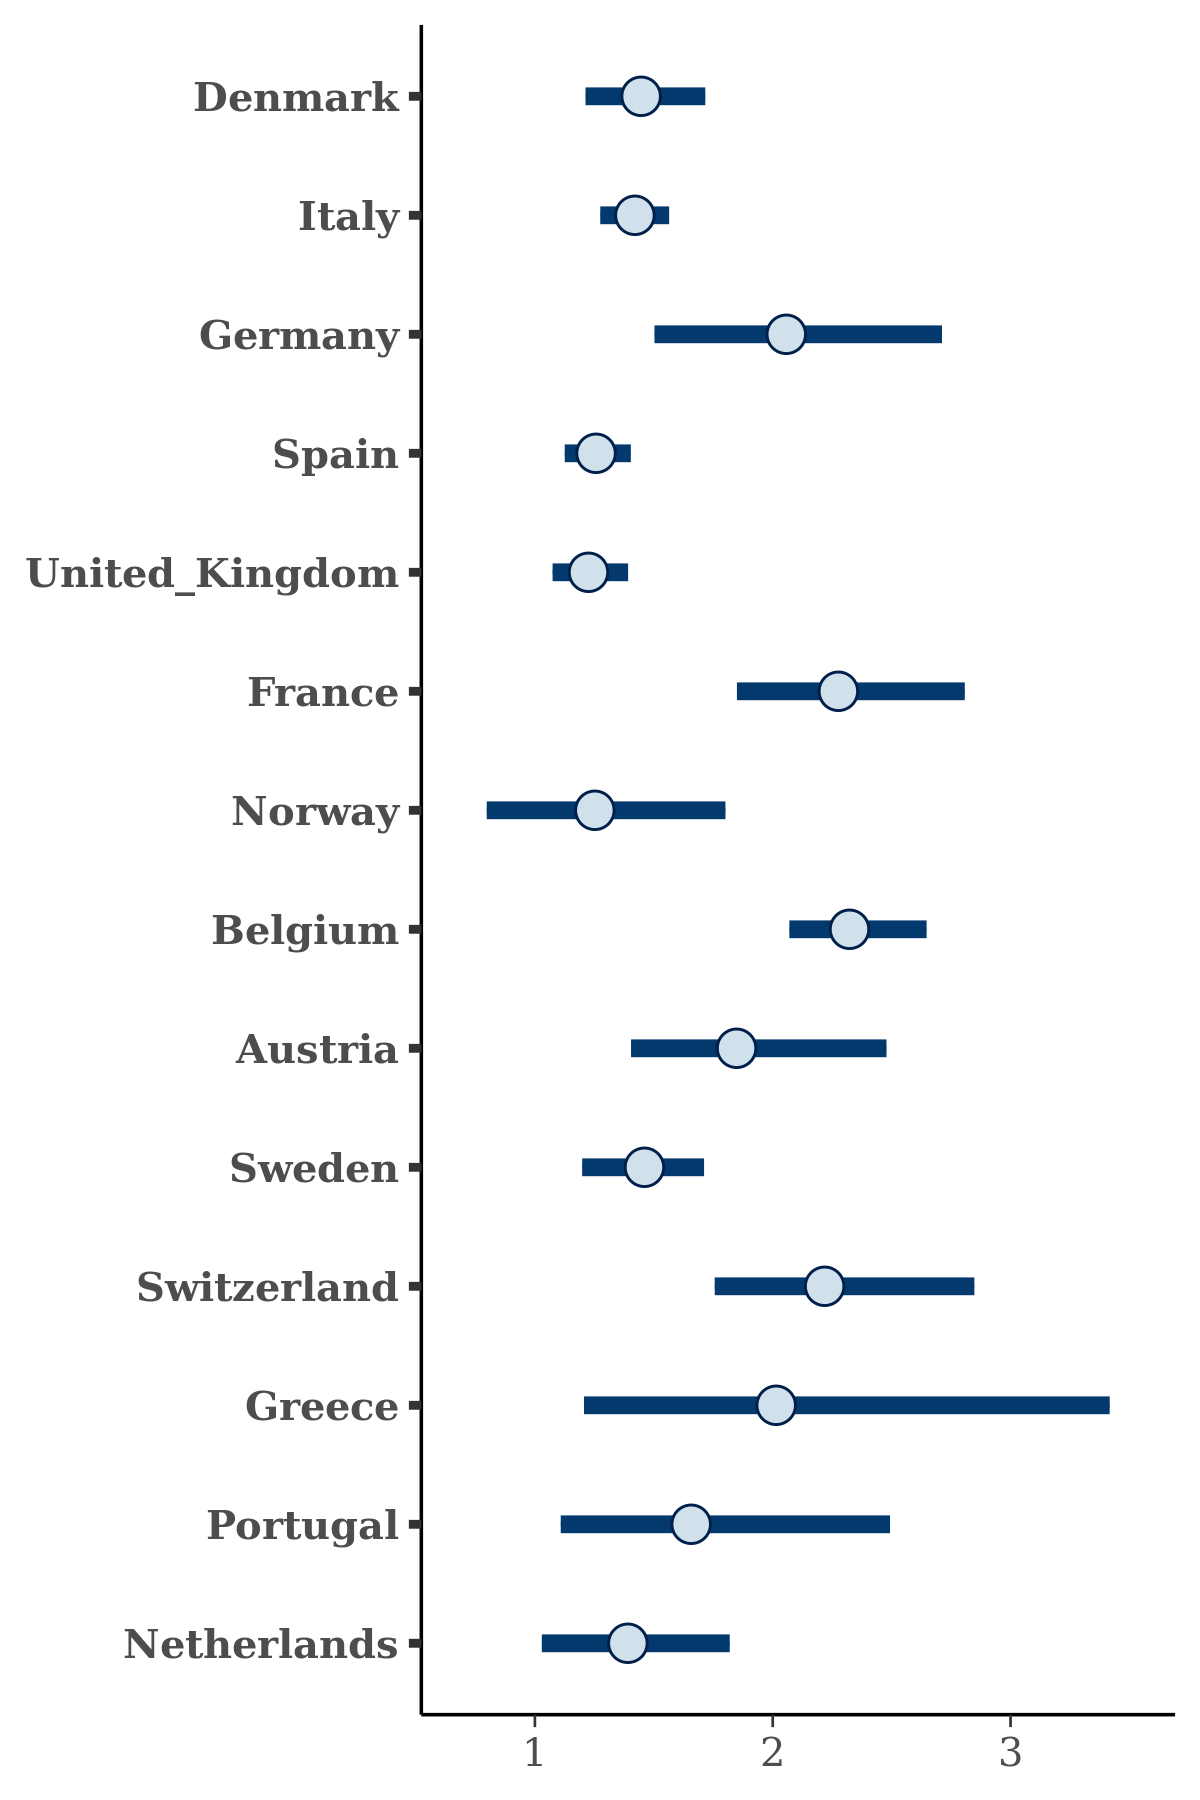 Denmark
Italy
Germany
Spain
United_Kingdom
France
Norway
Belgium
Austria
Sweden
Switzerland
Greece
Portugal
Netherlands
1 2 3